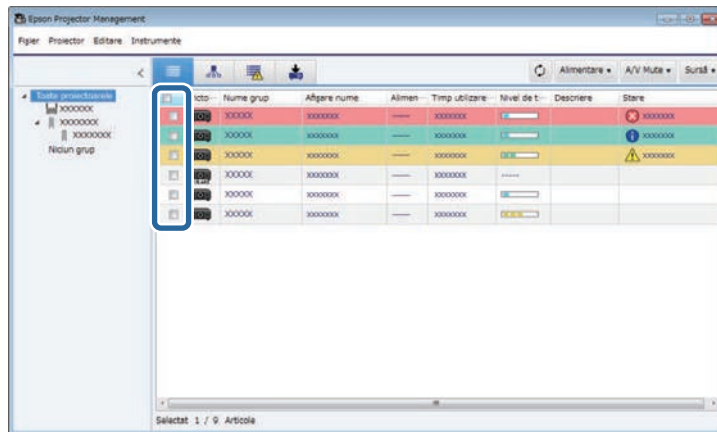 Epson Projector Management
Fișier Proiector Editare Instrumente
Alimentare A/V Mute Sursă
Toate proiectoarele
XXXXXX
XXXXXXX
XXXXXXX
Niciun grup
Nume grup Afișare nume Alimen··· Timp utilizare Nivel de t··· Descriere Stare
XXXXX XXXXXXX ---- XXXXXXX XXXXXXX
XXXXX XXXXXXX ---- XXXXXXX XXXXXXX
XXXXX XXXXXXX ---- XXXXXXX XXXXXXX
XXXXX XXXXXXX ---- XXXXXXX -----
XXXXX XXXXXXX ---- XXXXXXX
XXXXX XXXXXXX ---- XXXXXXX
Selectat 1 / 9 Articole